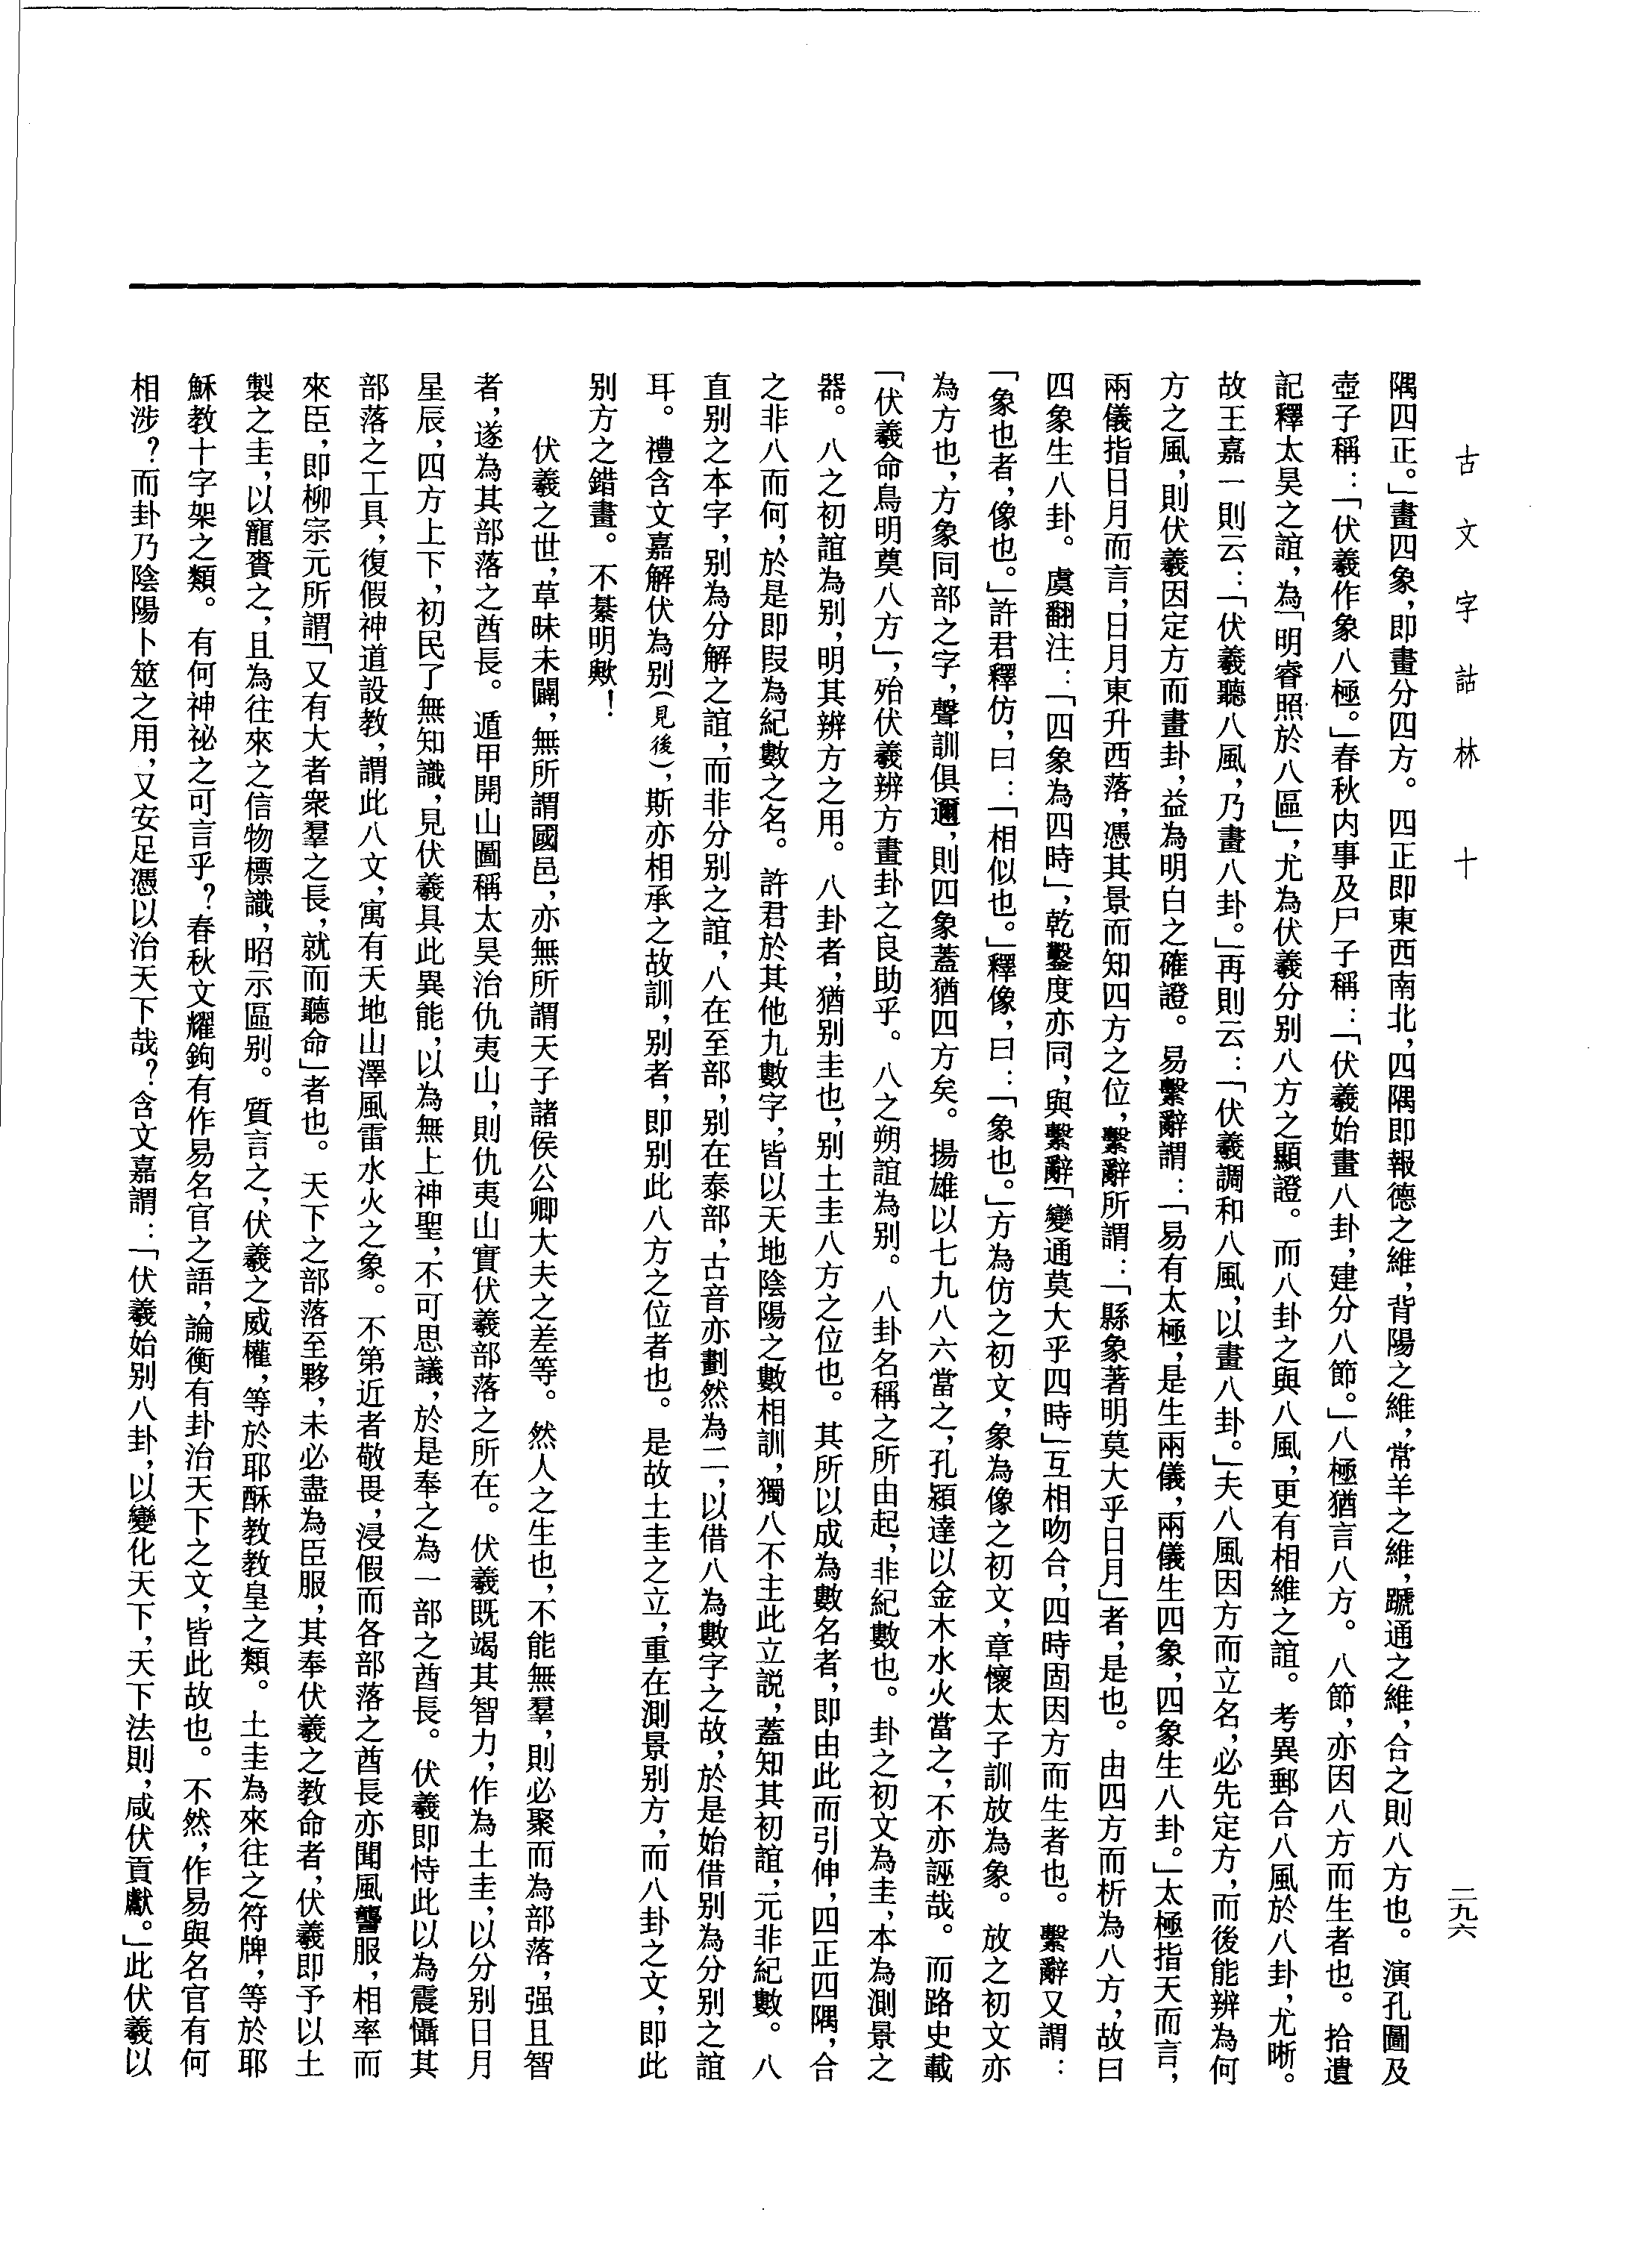 古文字詁林　十
二九六
隅四正。」畫四象，即畫分四方。四正即東西南北，四隅即報德之維，背陽之維，常羊之維，蹏通之維，合之則八方也。演孔圖及
壺子稱：「伏羲作象八極。」春秋内事及尸子稱：「伏羲始畫八卦，建分八節。」八極猶言八方。八節，亦因八方而生者也。拾遺
記釋太昊之誼，為「明睿照於八區」，尤為伏羲分别八方之顯證。而八卦之與八風，更有相維之誼。考異郵合八風於八卦，尤晰。
故王嘉一則云：「伏羲聽八風，乃畫八卦。」再則云：「伏羲調和八風，以畫八卦。」夫八風因方而立名，必先定方，而後能辨為何
方之風，則伏羲因定方而畫卦，益為明白之確證。易繫辭謂：「易有太極，是生兩儀，兩儀生四象，四象生八卦。」太極指天而言，
兩儀指日月而言，日月東升西落，憑其景而知四方之位，繫辭所謂：「縣象著明莫大乎日月」者，是也。由四方而析為八方，故曰
四象生八卦。虞翻注：「四象為四時」，乾鑿度亦同，與繫辭「變通莫大乎四時」互相吻合，四時固因方而生者也。繫辭又謂：
「象也者，像也。」許君釋仿，曰：「相似也。」釋像，曰：「象也。」方為仿之初文，象為像之初文，章懷太子訓放為象。放之初文亦
為方也，方象同部之字，聲訓俱邇，則四象蓋猶四方矣。揚雄以七九八六當之，孔穎達以金木水火當之，不亦誣哉。而路史載
「伏羲命鳥明奠八方」，殆伏羲辨方畫卦之良助乎。八之朔誼為别。八卦名稱之所由起，非紀數也。卦之初文為圭，本為測景之
器。八之初誼為别，明其辨方之用。八卦者，猶别圭也，别土圭八方之位也。其所以成為數名者，即由此而引伸，四正四隅，合
之非八而何，於是即叚為紀數之名。許君於其他九數字，皆以天地陰陽之數相訓，獨八不主此立説，蓋知其初誼，元非紀數。八
直别之本字，别為分解之誼，而非分别之誼，八在至部，别在泰部，古音亦劃然為二，以借八為數字之故，於是始借别為分别之誼
耳。禮含文嘉解伏為别（見後），斯亦相承之故訓，别者，即别此八方之位者也。是故土圭之立，重在測景别方，而八卦之文，即此
别方之錯畫。不綦明歟！
伏羲之世，草昧未闢，無所謂國邑，亦無所謂天子諸侯公卿大夫之差等。然人之生也，不能無羣，則必聚而為部落，强且智
者，遂為其部落之酋長。遁甲開山圖稱太昊治仇夷山，則仇夷山實伏羲部落之所在。伏羲既竭其智力，作為土圭，以分别日月
星辰，四方上下，初民了無知識，見伏羲具此異能，以為無上神聖，不可思議，於是奉之為一部之酋長。伏羲即恃此以為震懾其
部落之工具，復假神道設教，謂此八文，寓有天地山澤風雷水火之象。不第近者敬畏，浸假而各部落之酋長亦聞風讋服，相率而
來臣，即柳宗元所謂「又有大者衆羣之長，就而聽命」者也。天下之部落至夥，未必盡為臣服，其奉伏羲之教命者，伏羲即予以土
製之圭，以寵賚之，且為往來之信物標識，昭示區别。質言之，伏羲之威權，等於耶酥教教皇之類。土圭為來往之符牌，等於耶
穌教十字架之類。有何神祕之可言乎？春秋文耀鉤有作易名官之語，論衡有卦治天下之文，皆此故也。不然，作易與名官有何
相涉？而卦乃陰陽卜筮之用，又安足憑以治天下哉？含文嘉謂：「伏羲始别八卦，以變化天下，天下法則，咸伏貢獻。」此伏羲以